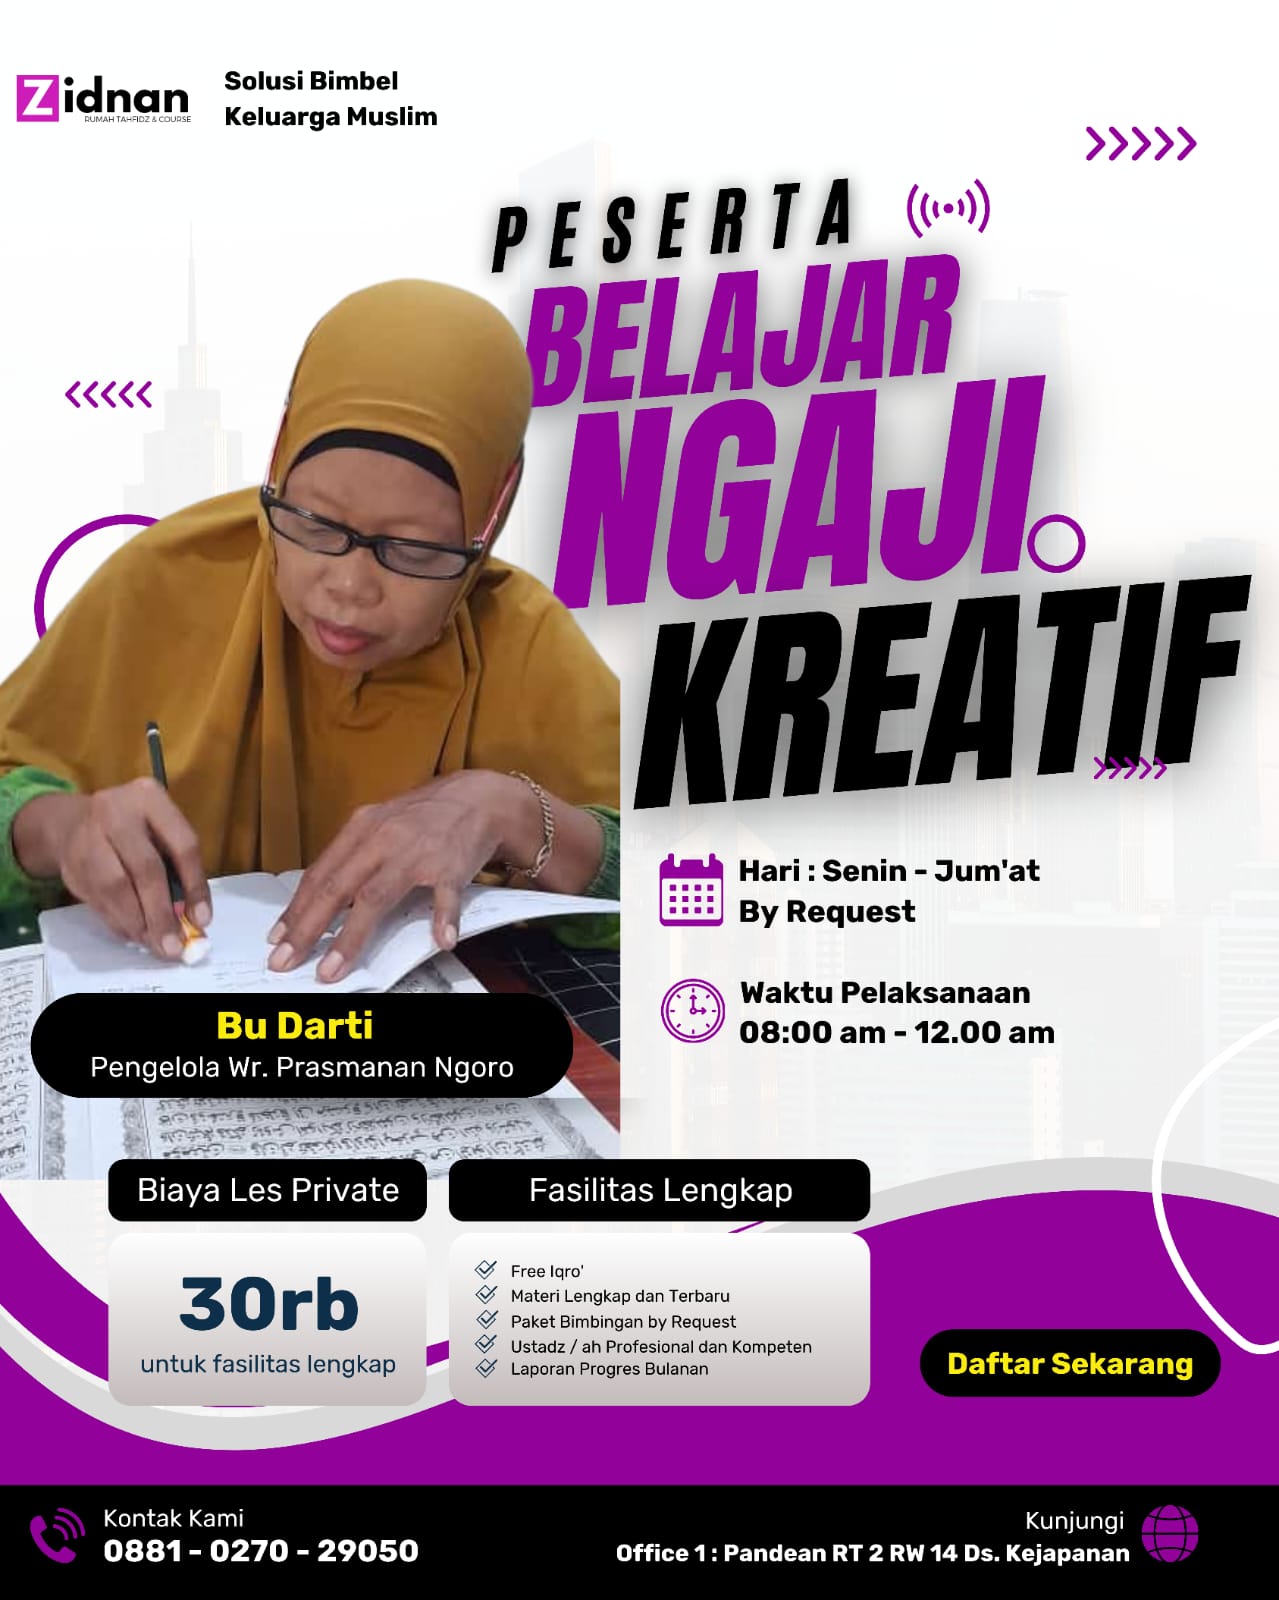 Zidnan
RUMAH TAHFIDZ & COURSE
Solusi Bimbel
Keluarga Muslim
PESERTA
BELAJAR
NGAJI
KREATIF
Hari : Senin - Jum'at
By Request
Waktu Pelaksanaan
08:00 am - 12.00 am
Bu Darti
Pengelola Wr. Prasmanan Ngoro
Biaya Les Private
30rb
untuk fasilitas lengkap
Fasilitas Lengkap
Free Iqro'
Materi Lengkap dan Terbaru
Paket Bimbingan by Request
Ustadz / ah Profesional dan Kompeten
Laporan Progres Bulanan
Daftar Sekarang
Kontak Kami
0881 - 0270 - 29050
Kunjungi
Office 1 : Pandean RT 2 RW 14 Ds. Kejapanan